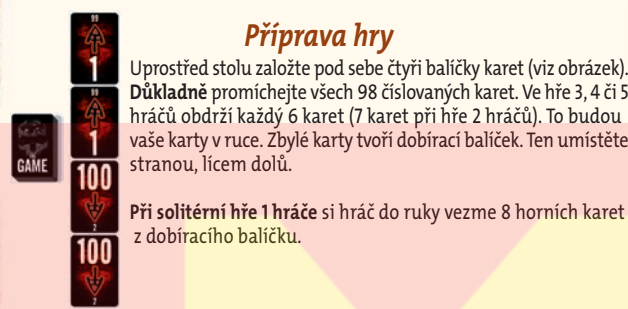 Příprava hry
Uprostřed stolu založte pod sebe čtyři balíčky karet (viz obrázek).
Důkladně promíchejte všech 98 číslovaných karet. Ve hře 3, 4 či 5
hráčů obdrží každý 6 karet (7 karet při hře 2 hráčů). To budou
vaše karty v ruce. Zbylé karty tvoří dobírací balíček. Ten umístěte
stranou, lícem dolů.
Při solitérní hře 1 hráče si hráč do ruky vezme 8 horních karet
z dobíracího balíčku.
99
1
99
1
GAME
100
2
100
2